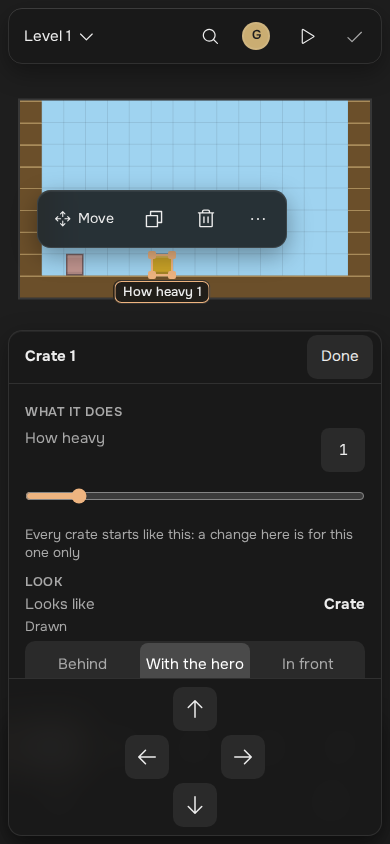 Level 1
G
Move
How heavy 1
Crate 1
Done
WHAT IT DOES
How heavy
1
Every crate starts like this: a change here is for this
one only
LOOK
Looks like
Crate
Drawn
Behind
With the hero
In front